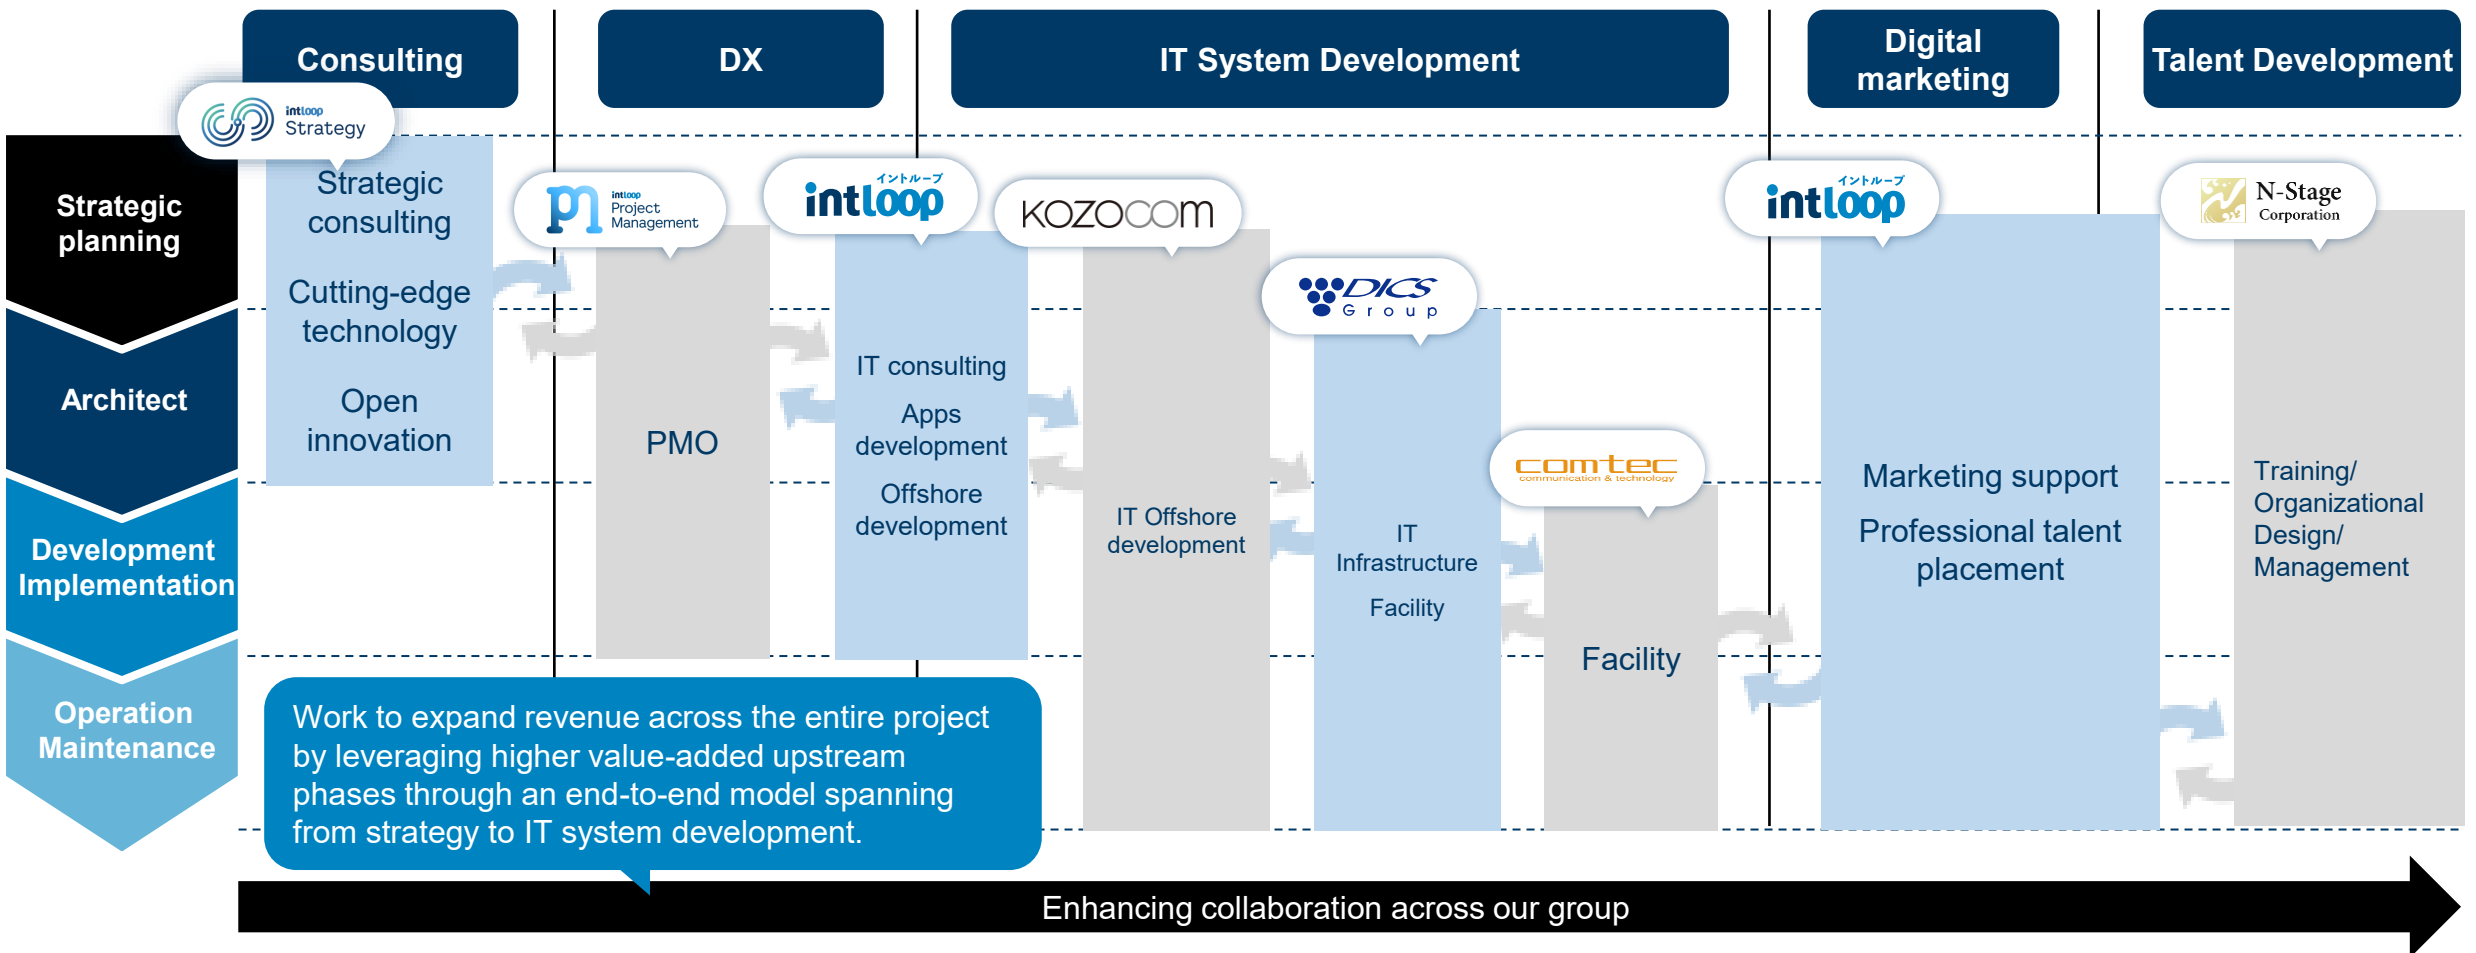 Consulting
DX
IT System Development
Digital
marketing
Talent Development
intloop
Strategy
Strategic
planning
Architect
Development
Implementation
Operation
Maintenance
Strategic
consulting
Cutting-edge
technology
Open
innovation
intloop
Project
Management
PMO
イントループ
intloop
IT consulting
Apps
development
Offshore
development
KOZOCOM
IT Offshore
development
DICS
Group
IT
Infrastructure
Facility
comtec
communication & technology
Facility
イントループ
intloop
Marketing support
Professional talent
placement
N-Stage
Corporation
Training/
Organizational
Design/
Management
Work to expand revenue across the entire project
by leveraging higher value-added upstream
phases through an end-to-end model spanning
from strategy to IT system development.
Enhancing collaboration across our group